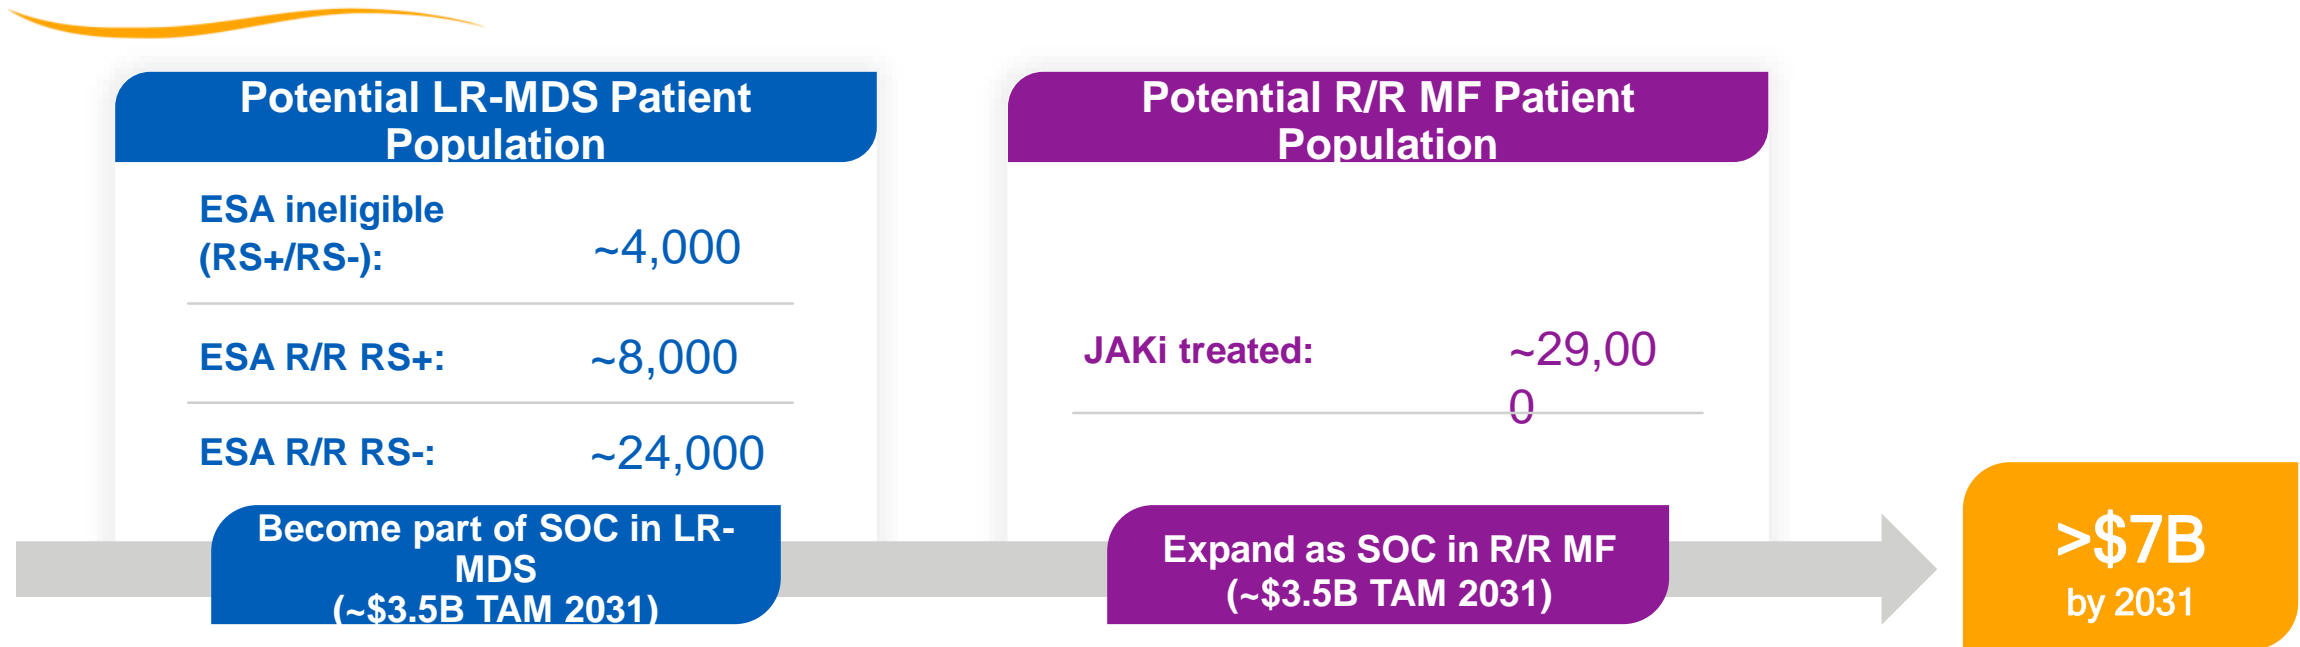 Potential LR-MDS Patient
Population
ESA ineligible
(RS+/RS-):
~4,000
ESA R/R RS+:
~8,000
ESA R/R RS-:
~24,000
Become part of SOC in LR-
MDS
(~$3.5B TAM 2031)
Potential R/R MF Patient
Population
JAKi treated:
~29,00
0
Expand as SOC in R/R MF
(~$3.5B TAM 2031)
>$7B
by 2031